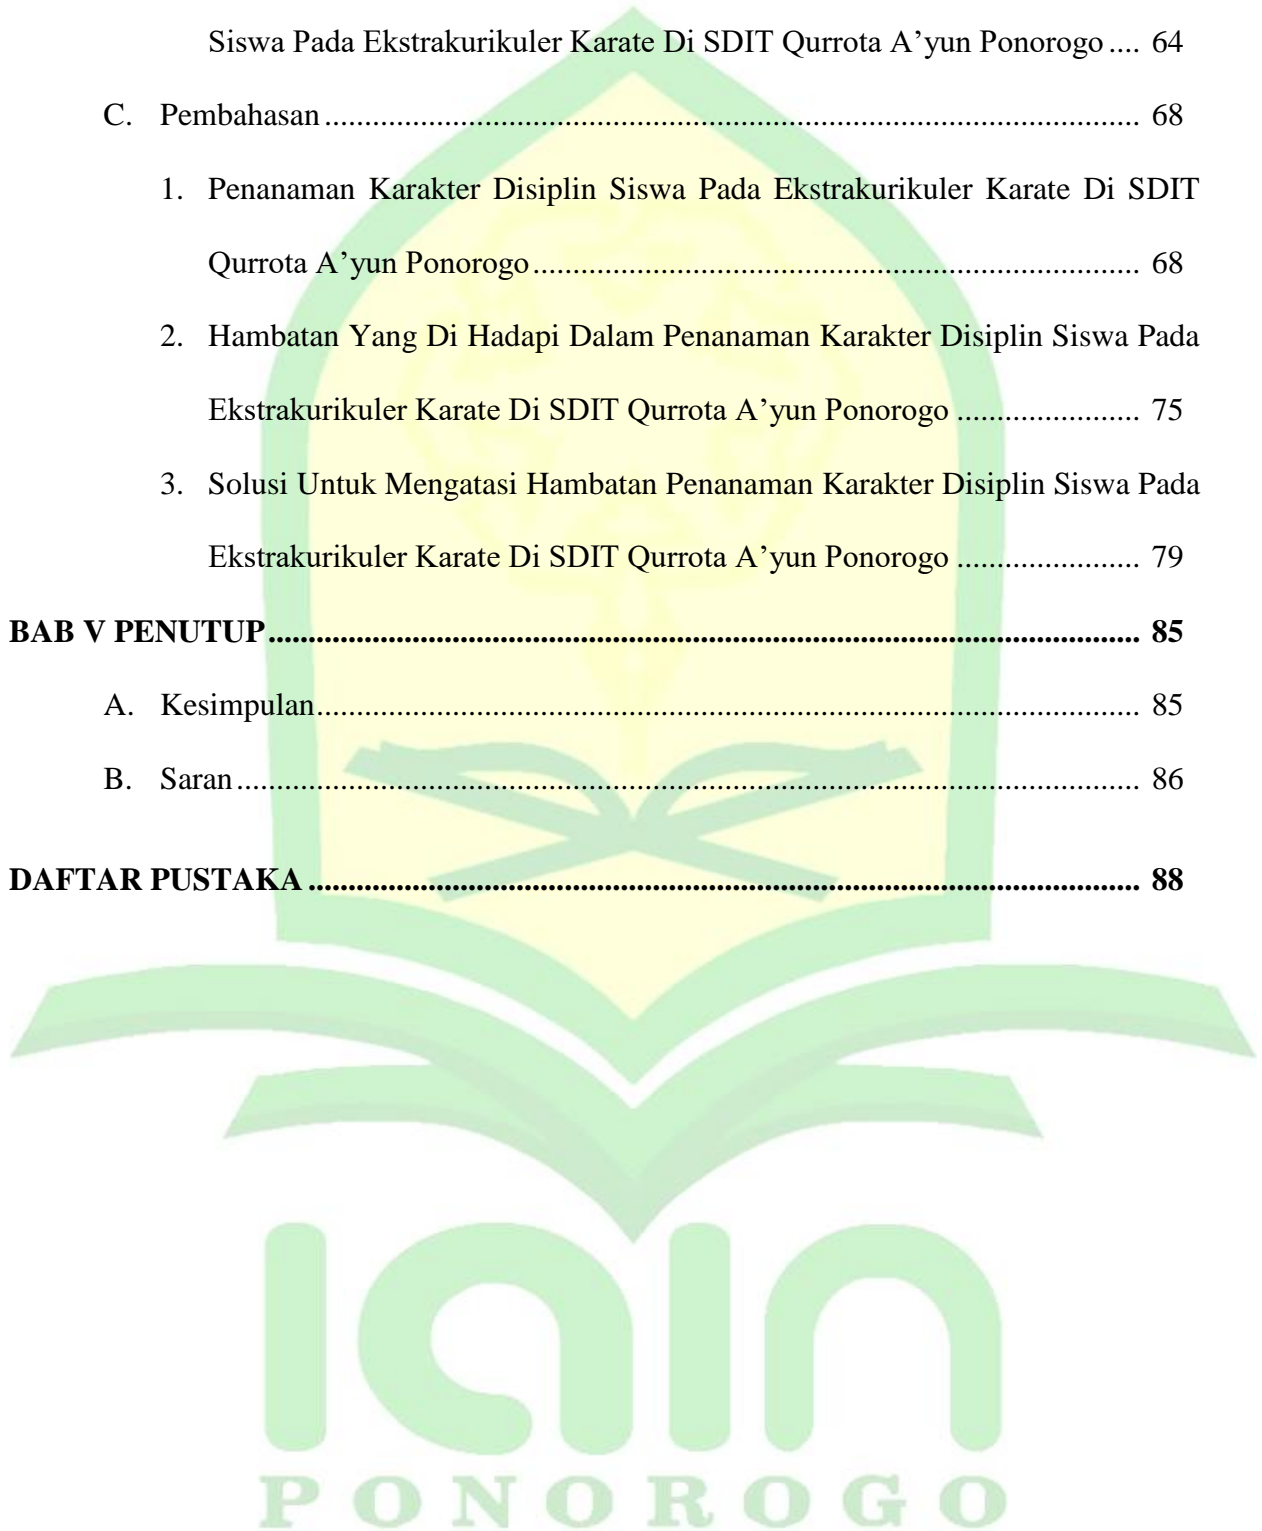 Siswa Pada Ekstrakurikuler Karate Di SDIT Qurrota A’yun Ponorogo .... 64
C. Pembahasan ...................................................................................................... 68
1. Penanaman Karakter Disiplin Siswa Pada Ekstrakurikuler Karate Di SDIT
Qurrota A’yun Ponorogo ............................................................................ 68
2. Hambatan Yang Di Hadapi Dalam Penanaman Karakter Disiplin Siswa Pada
Ekstrakurikuler Karate Di SDIT Qurrota A’yun Ponorogo ....................... 75
3. Solusi Untuk Mengatasi Hambatan Penanaman Karakter Disiplin Siswa Pada
Ekstrakurikuler Karate Di SDIT Qurrota A’yun Ponorogo ....................... 79
BAB V PENUTUP ............................................................................................................. 85
A. Kesimpulan ....................................................................................................... 85
B. Saran ................................................................................................................. 86
DAFTAR PUSTAKA ........................................................................................................ 88
iain
PONOROGO